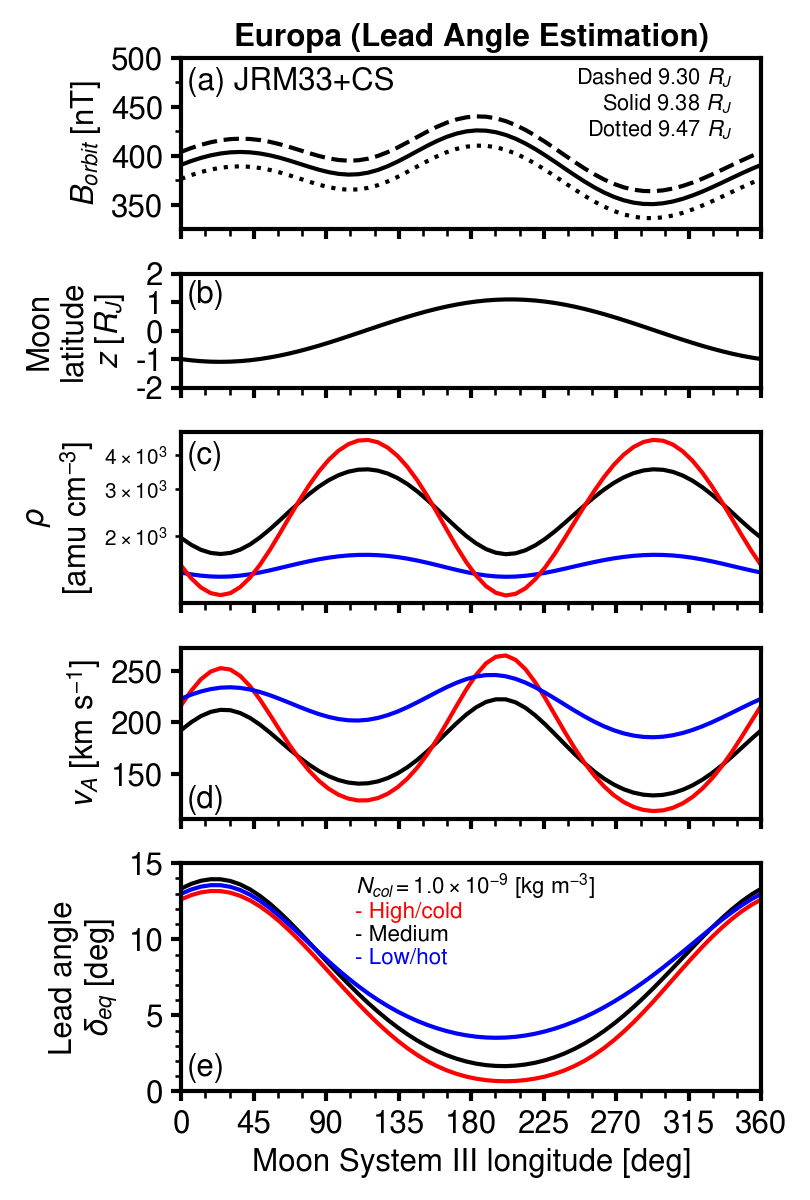 Europa (Lead Angle Estimation)
(a) JRM33+CS
Dashed 9.30 R_J
Solid 9.38 R_J
Dotted 9.47 R_J
B_orbit [nT]
500
450
400
350
(b)
Moon
latitude
z [R_J]
2
1
0
-1
-2
(c)
ρ
[amu cm⁻³]
4 × 10³
3 × 10³
2 × 10³
(d)
v_A [km s⁻¹]
250
200
150
(e)
Lead angle
δ_eq [deg]
15
10
5
0
N_col = 1.0 × 10⁻⁹ [kg m⁻³]
- High/cold
- Medium
- Low/hot
0 45 90 135 180 225 270 315 360
Moon System III longitude [deg]